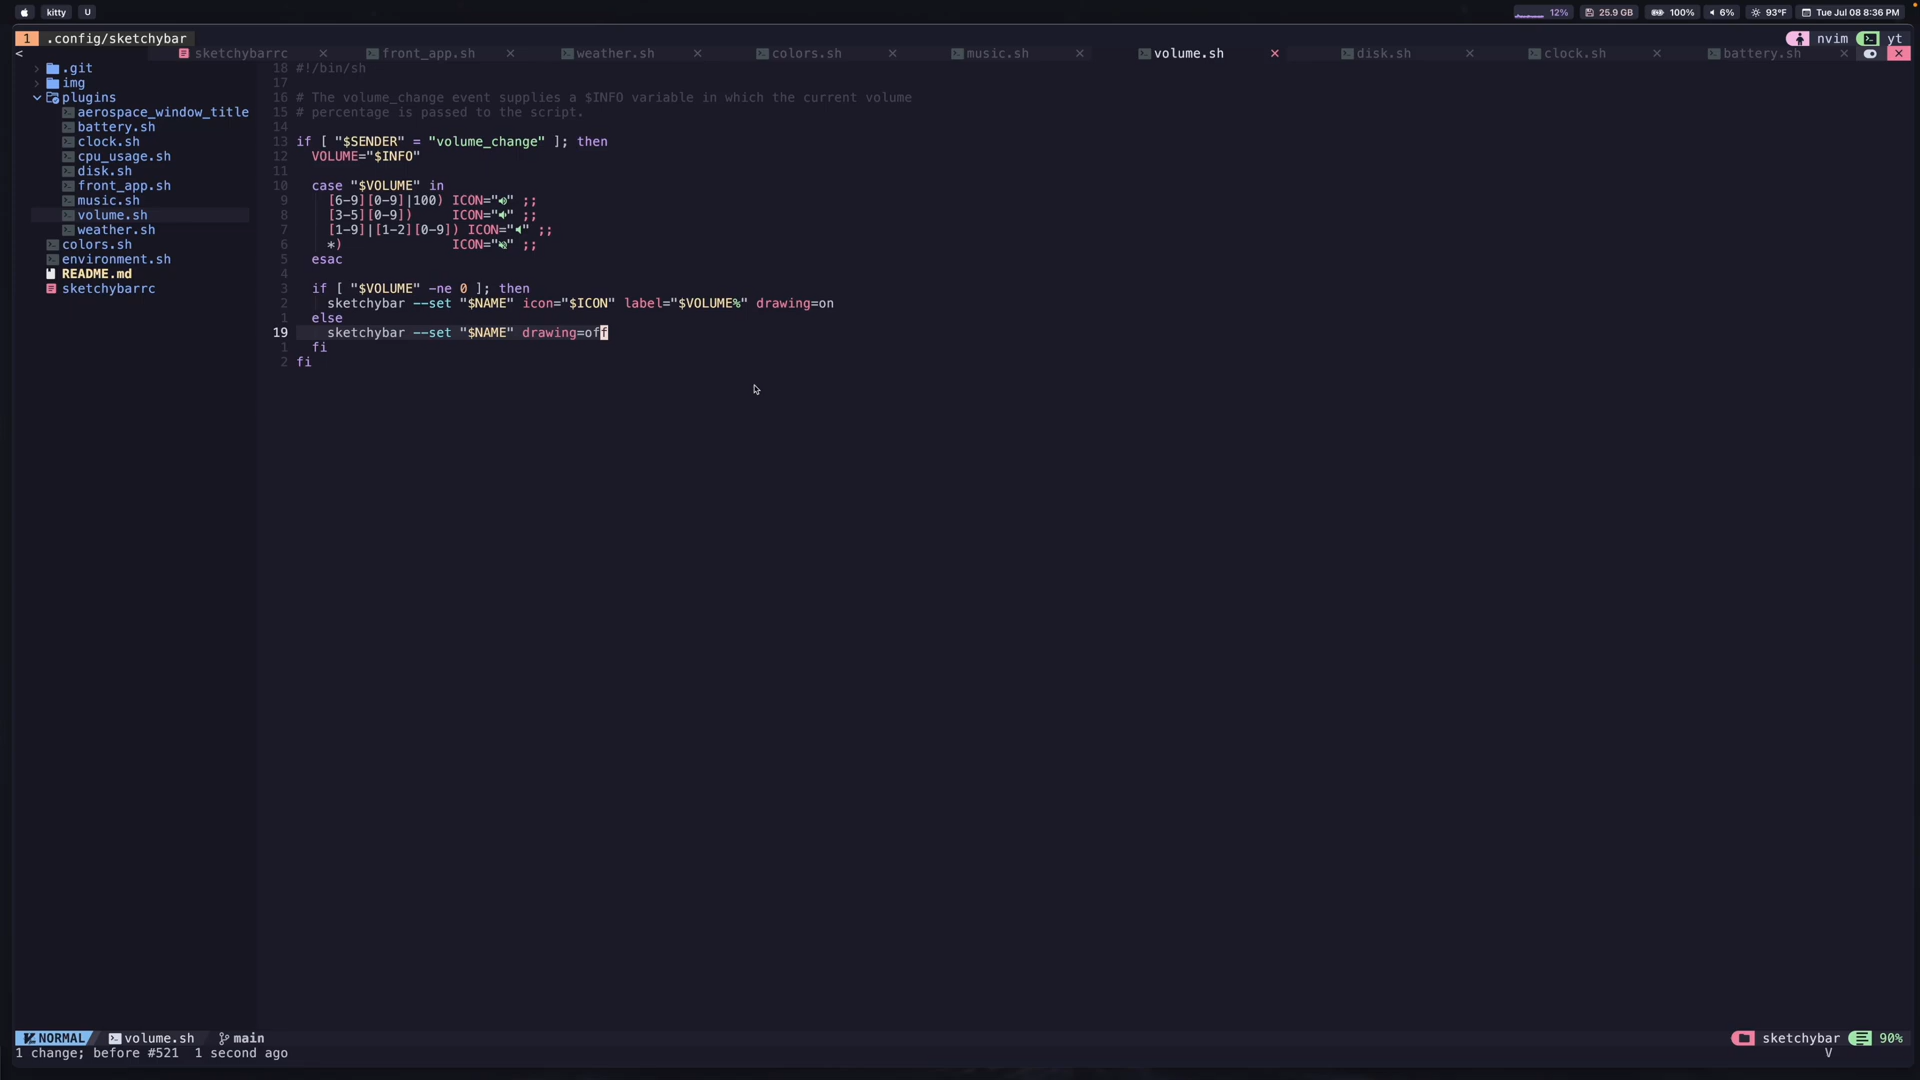 kitty U 12% 25.9 GB 100% 6% 93°F Tue Jul 08 8:36 PM
1 .config/sketchybar nvim yt
< sketchybarrc × front_app.sh × weather.sh × colors.sh × music.sh × volume.sh × disk.sh × clock.sh × battery.sh ×
.git
img
plugins
aerospace_window_title
battery.sh
clock.sh
cpu_usage.sh
disk.sh
front_app.sh
music.sh
volume.sh
weather.sh
colors.sh
environment.sh
README.md
sketchybarrc
18 #!/bin/sh
17
16 # The volume_change event supplies a $INFO variable in which the current volume
15 # percentage is passed to the script.
14
13 if [ "$SENDER" = "volume_change" ]; then
12 VOLUME="$INFO"
11
10 case "$VOLUME" in
9 [6-9][0-9]|100) ICON="󰕾" ;;
8 [3-5][0-9]) ICON="󰖀" ;;
7 [1-9]|[1-2][0-9]) ICON="󰕿" ;;
6 *) ICON="󰖁" ;;
5 esac
4
3 if [ "$VOLUME" -ne 0 ]; then
2 sketchybar --set "$NAME" icon="$ICON" label="$VOLUME%" drawing=on
1 else
19 sketchybar --set "$NAME" drawing=off
1 fi
2 fi
NORMAL volume.sh main sketchybar 90%
1 change; before #521 1 second ago V